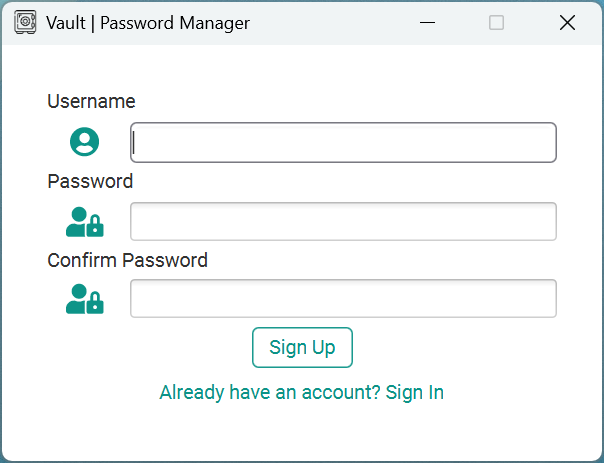 Vault | Password Manager
Username
Password
Confirm Password
Sign Up
Already have an account? Sign In